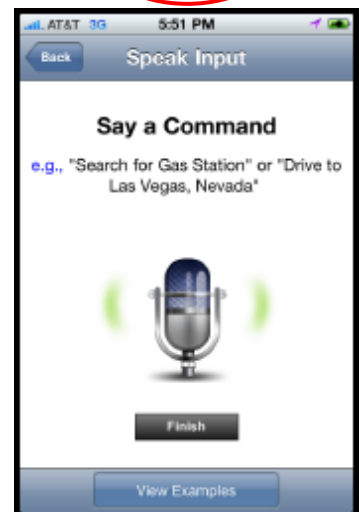 AT&T 3G 5:51 PM
Back Speak Input
Say a Command
e.g., "Search for Gas Station" or "Drive to
Las Vegas, Nevada"
Finish
View Examples